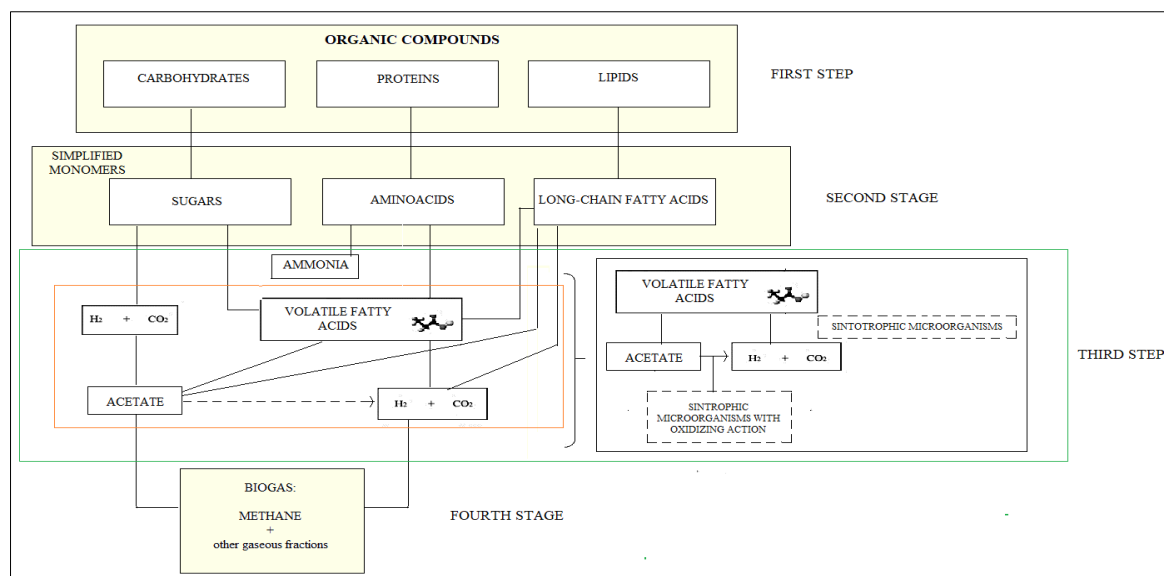 ORGANIC COMPOUNDS
CARBOHYDRATES
PROTEINS
LIPIDS
FIRST STEP
SIMPLIFIED
MONOMERS
SUGARS
AMINOACIDS
LONG-CHAIN FATTY ACIDS
SECOND STAGE
AMMONIA
VOLATILE FATTY
ACIDS
H₂ + CO₂
ACETATE
H₂ + CO₂
VOLATILE FATTY
ACIDS
SINTOTROPHIC MICROORGANISMS
ACETATE
H₂ + CO₂
SINTROPHIC
MICROORGANISMS WITH
OXIDIZING ACTION
THIRD STEP
BIOGAS:
METHANE
+
other gaseous fractions
FOURTH STAGE